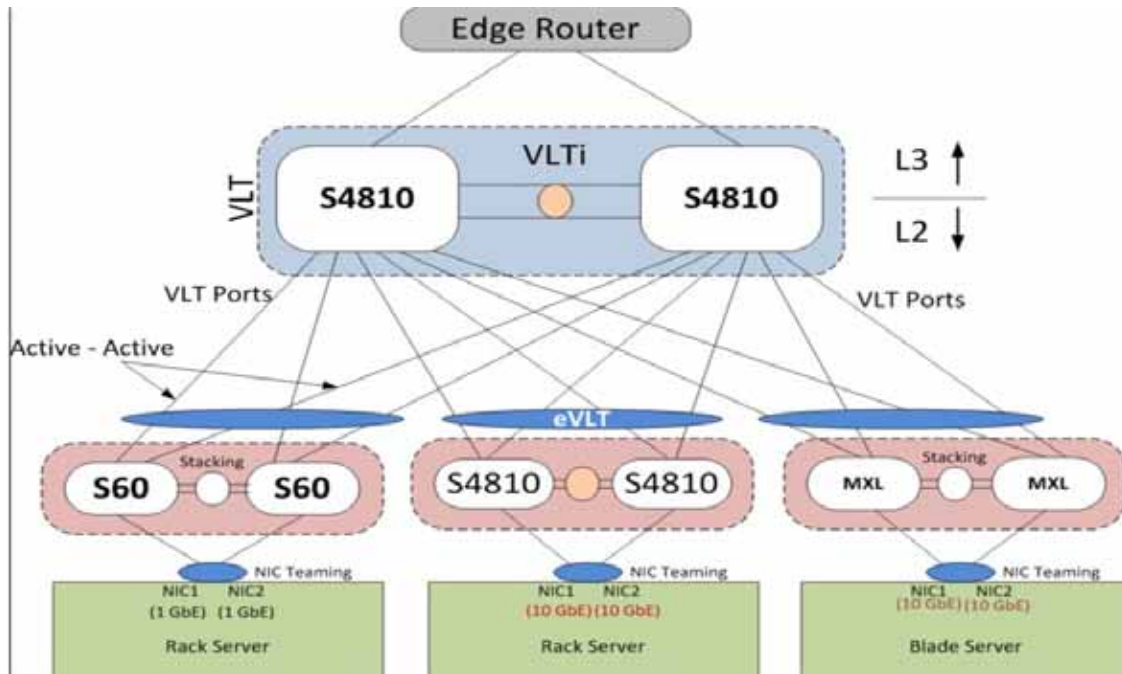 Edge Router
VLTi
VLT
S4810
S4810
L3
L2
VLT Ports
VLT Ports
Active - Active
eVLT
Stacking
S60
S60
S4810
S4810
Stacking
MXL
MXL
NIC Teaming
NIC1 NIC2
(1 GbE) (1 GbE)
Rack Server
NIC Teaming
NIC1 NIC2
(10 GbE) (10 GbE)
Rack Server
NIC Teaming
NIC1 NIC2
(10 GbE) (10 GbE)
Blade Server